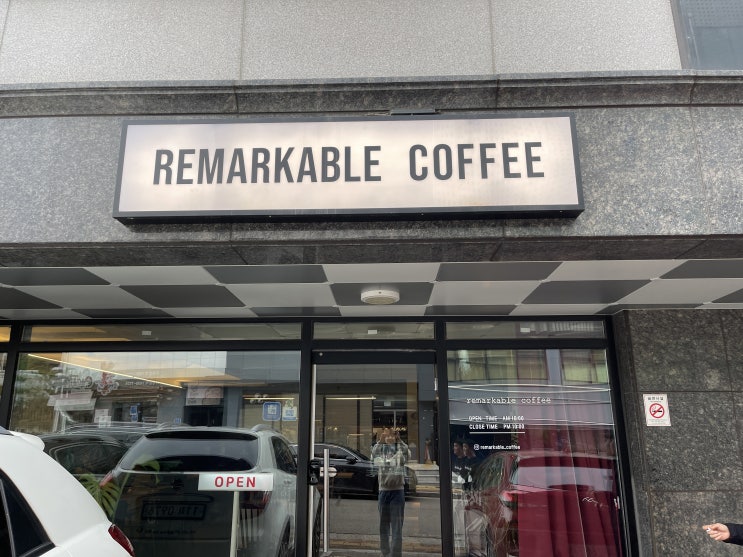 REMARKABLE COFFEE
remarkable coffee
OPEN TIME AM 10:00
CLOSE TIME PM 10:00
@remarkable_coffee
OPEN